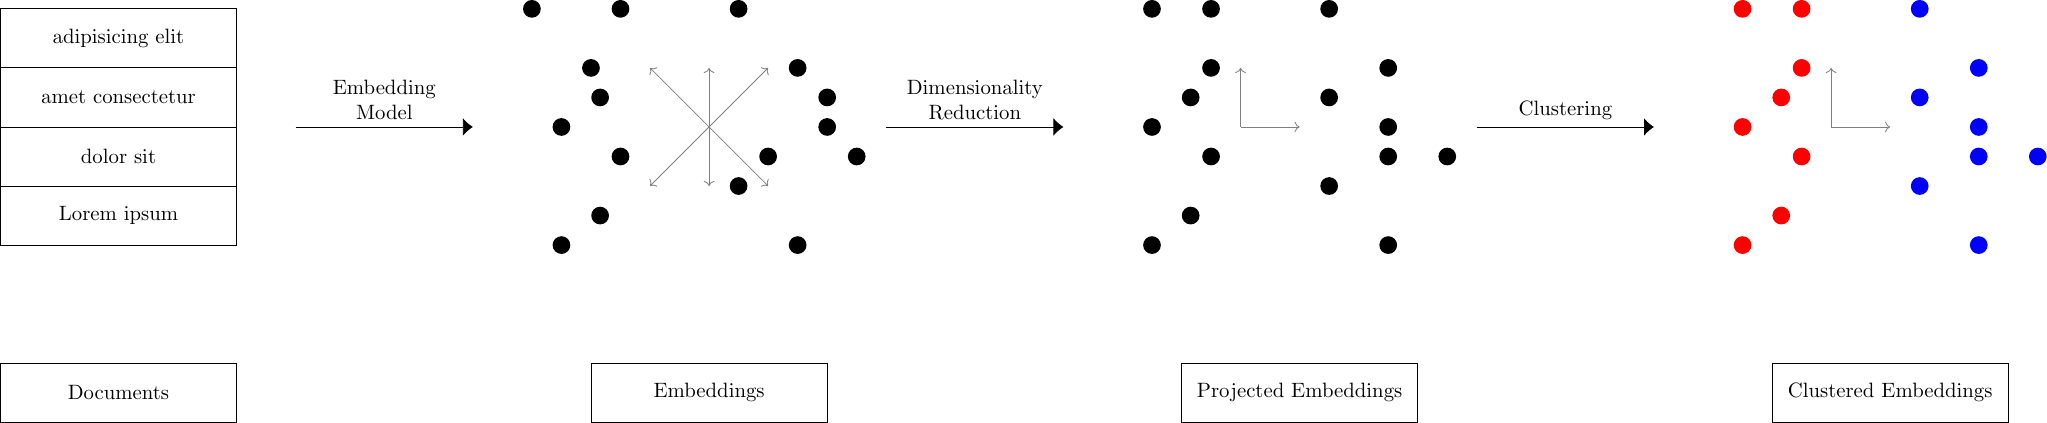 adipisicing elit
amet consectetur
dolor sit
Lorem ipsum
Documents
Embedding
Model
Embeddings
Dimensionality
Reduction
Projected Embeddings
Clustering
Clustered Embeddings